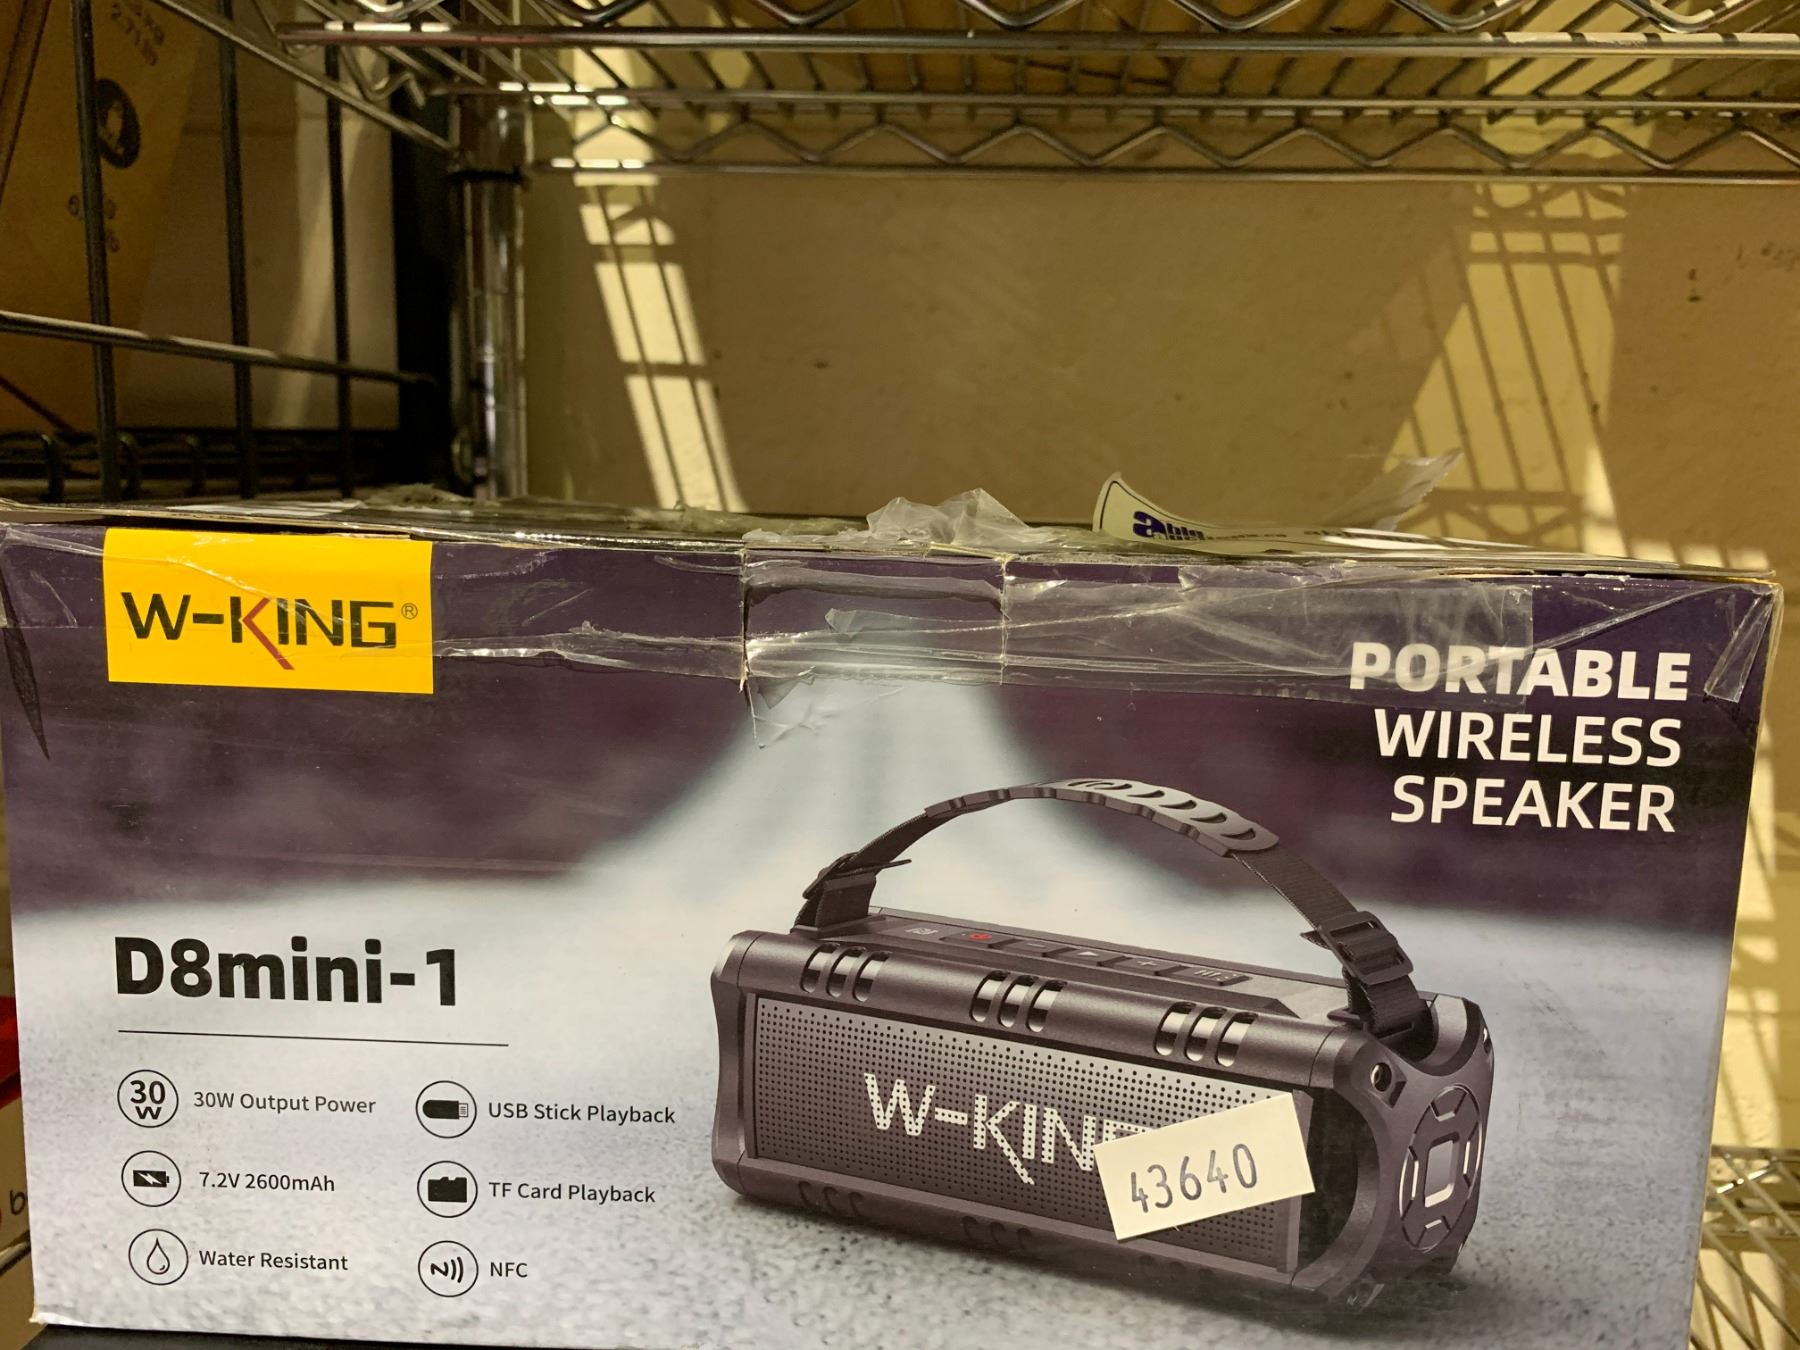 W-KING®
PORTABLE
WIRELESS
SPEAKER
D8mini-1
30W
30W Output Power
USB Stick Playback
7.2V 2600mAh
TF Card Playback
Water Resistant
NFC
W-KING
43640